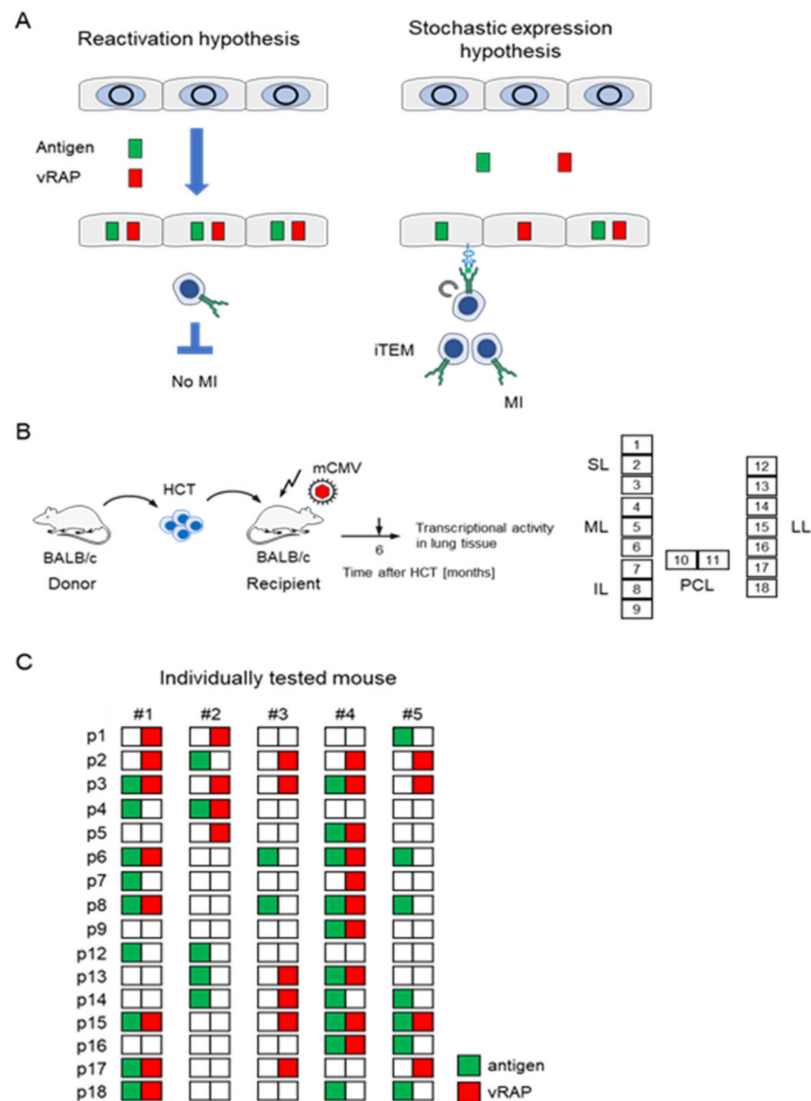 A
Reactivation hypothesis
Stochastic expression
hypothesis
Antigen
vRAP
iTEM
No MI
MI
B
HCT
mCMV
BALB/c
Donor
BALB/c
Recipient
6
Transcriptional activity
in lung tissue
Time after HCT [months]
SL
ML
IL
1
2
3
4
5
6
7
8
9
10 11
PCL
12
13
14
15
16
17
18
LL
C
Individually tested mouse
#1 #2 #3 #4 #5
p1
p2
p3
p4
p5
p6
p7
p8
p9
p12
p13
p14
p15
p16
p17
p18
antigen
vRAP